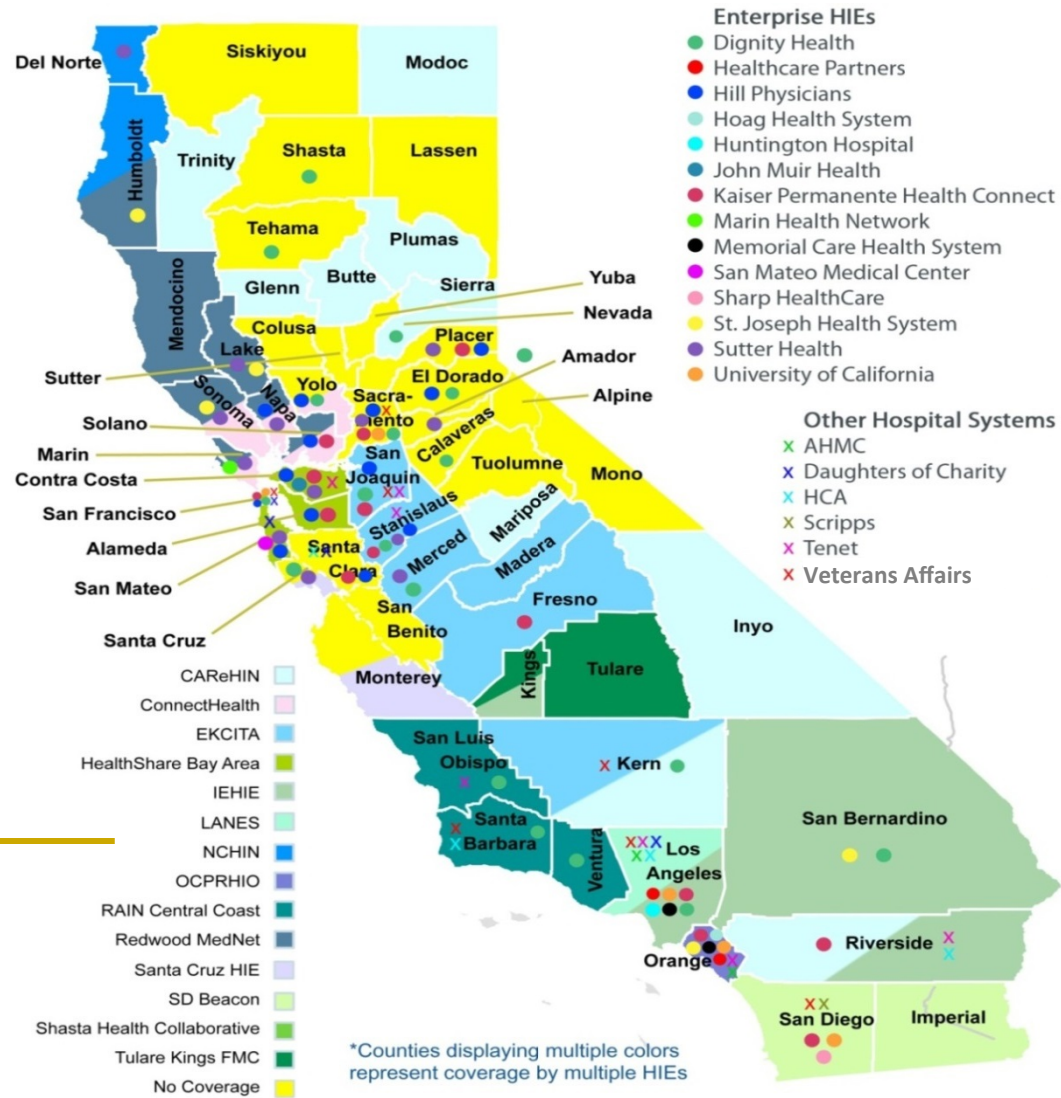 Enterprise HIEs
Dignity Health
Healthcare Partners
Hill Physicians
Hoag Health System
Huntington Hospital
John Muir Health
Kaiser Permanente Health Connect
Marin Health Network
Memorial Care Health System
San Mateo Medical Center
Sharp HealthCare
St. Joseph Health System
Sutter Health
University of California
Other Hospital Systems
x AHMC
x Daughters of Charity
x HCA
x Scripps
x Tenet
x Veterans Affairs
Del Norte
Siskiyou
Modoc
Humboldt
Trinity
Shasta
Lassen
Tehama
Plumas
Mendocino
Glenn
Butte
Sierra
Yuba
Nevada
Colusa
Placer
Lake
Sutter
Amador
Yolo
El Dorado
Sonoma
Napa
Sacra-
mento
Alpine
Solano
Calaveras
Marin
San
Joaquin
Tuolumne
Mono
Contra Costa
San Francisco
Stanislaus
Mariposa
Alameda
Santa
Clara
Merced
Madera
San Mateo
San
Benito
Fresno
Inyo
Santa Cruz
Monterey
Kings
Tulare
San Luis
Obispo
Kern
San Bernardino
Santa
Barbara
Ventura
Los
Angeles
Orange
Riverside
San Diego
Imperial
CAReHIN
ConnectHealth
EKCITA
HealthShare Bay Area
IEHIE
LANES
NCHIN
OCPRHIO
RAIN Central Coast
Redwood MedNet
Santa Cruz HIE
SD Beacon
Shasta Health Collaborative
Tulare Kings FMC
No Coverage
*Counties displaying multiple colors
represent coverage by multiple HIEs